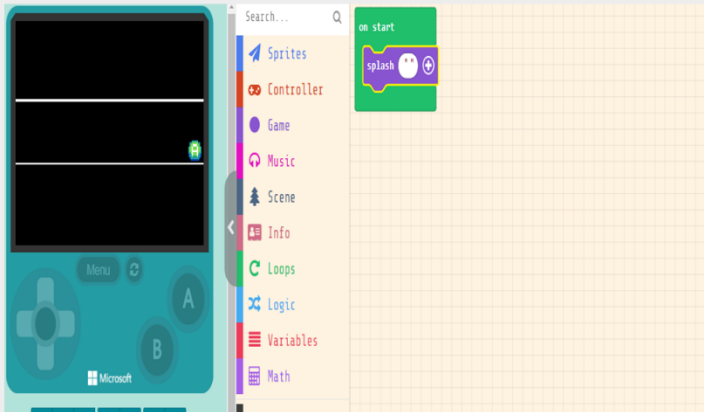 Search...
Sprites
Controller
Game
Music
Scene
Info
Loops
Logic
Variables
Math
on start
splash
Menu
A
B
Microsoft